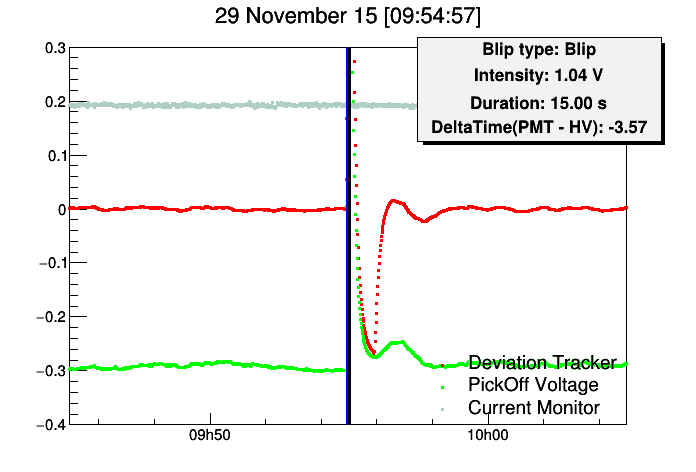 29 November 15 [09:54:57]
Blip type: Blip
Intensity: 1.04 V
Duration: 15.00 s
DeltaTime(PMT - HV): -3.57
0.3
0.2
0.1
0
−0.1
−0.2
−0.3
−0.4
Deviation Tracker
PickOff Voltage
Current Monitor
09h50
10h00